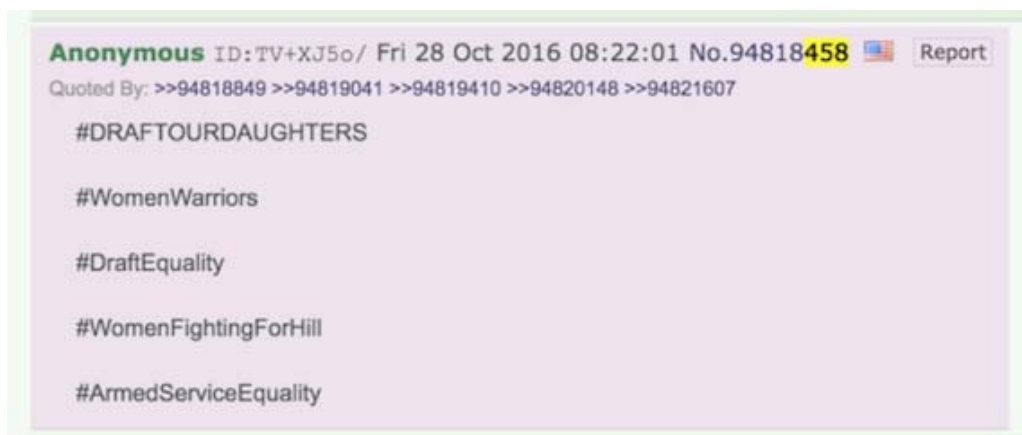 Anonymous ID:TV+XJ5o/ Fri 28 Oct 2016 08:22:01 No.94818458 Report
Quoted By: >>94818849 >>94819041 >>94819410 >>94820148 >>94821607
#DRAFTOURDAUGHTERS
#WomenWarriors
#DraftEquality
#WomenFightingForHill
#ArmedServiceEquality